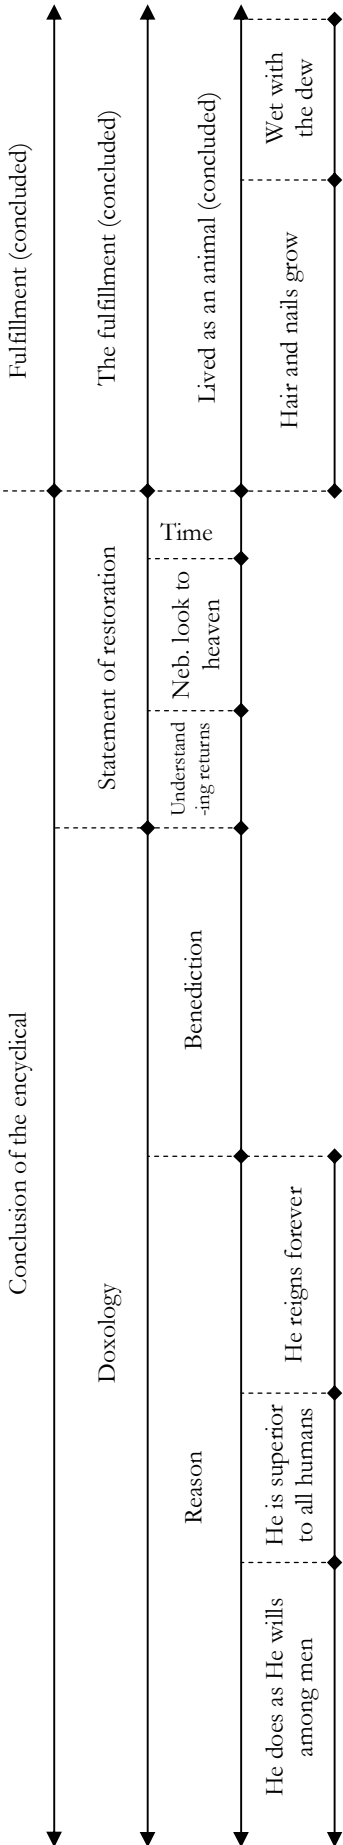 Fulfillment (concluded)
Conclusion of the encyclical
The fulfillment (concluded)
Statement of restoration
Doxology
Lived as an animal (concluded)
Time
Neb. look to
heaven
Understand
-ing returns
Benediction
Reason
Wet with
the dew
Hair and nails grow
He reigns forever
He is superior
to all humans
He does as He wills
among men